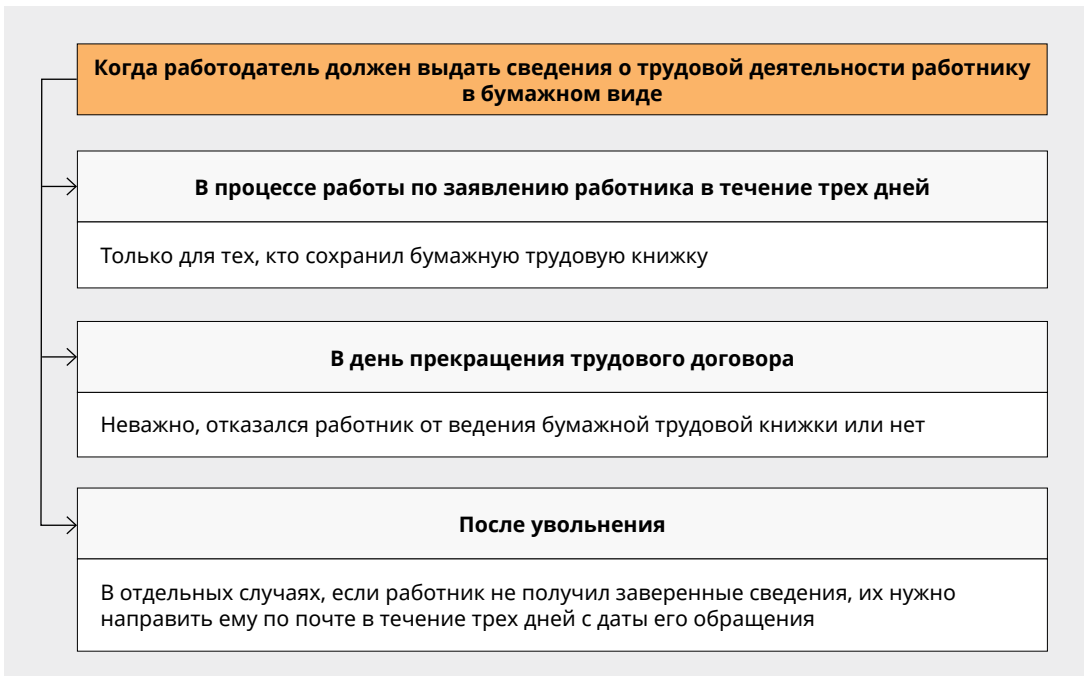 Когда работодатель должен выдать сведения о трудовой деятельности работнику
в бумажном виде
В процессе работы по заявлению работника в течение трех дней
Только для тех, кто сохранил бумажную трудовую книжку
В день прекращения трудового договора
Неважно, отказался работник от ведения бумажной трудовой книжки или нет
После увольнения
В отдельных случаях, если работник не получил заверенные сведения, их нужно
направить ему по почте в течение трех дней с даты его обращения